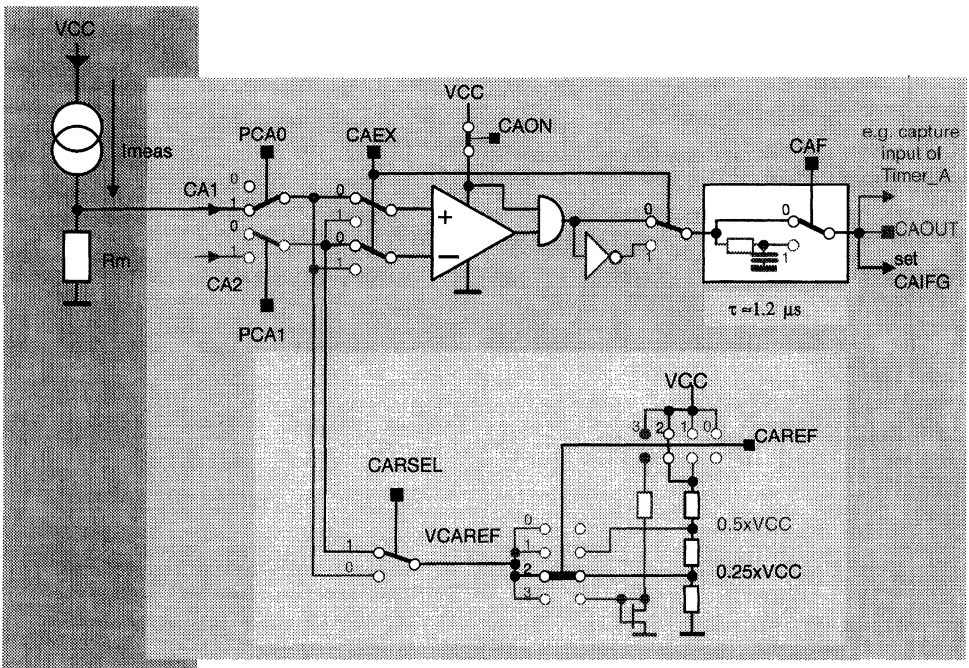 VCC
Imeas
Rm
CA1
CA2
PCA0
0
1
0
1
PCA1
CAEX
0
1
0
1
+
−
VCC
CAON
0
1
CAF
0
1
τ ≈1.2 μs
e.g. capture
input of
Timer_A
CAOUT
set
CAIFG
VCC
3 2 1 0
CAREF
CARSEL
1
0
VCAREF
0
1
2
3
0.5xVCC
0.25xVCC